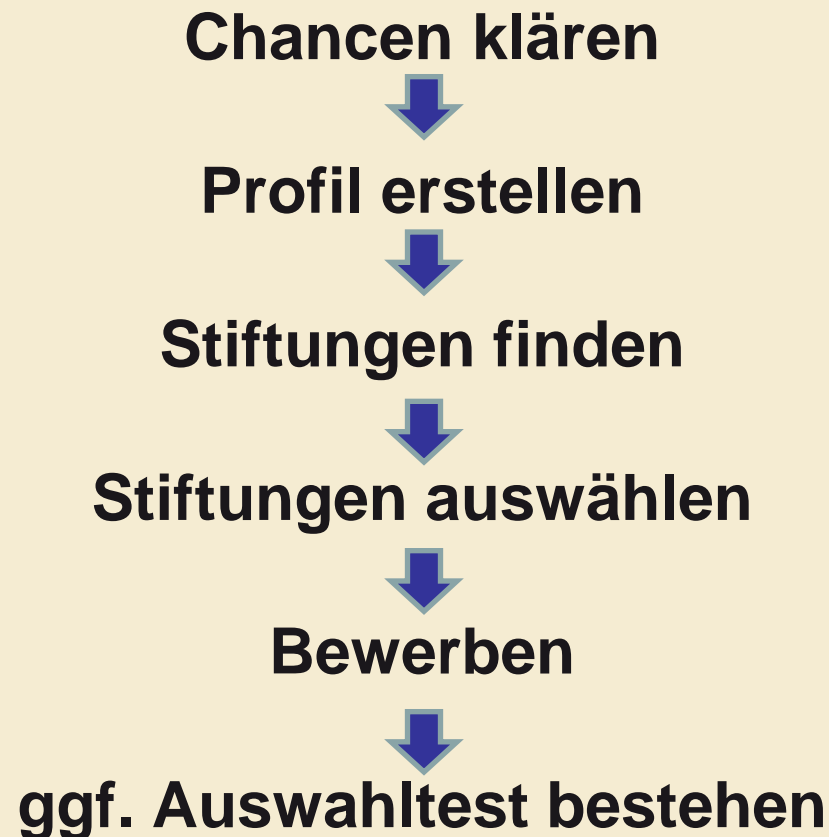 Chancen klären
Profil erstellen
Stiftungen finden
Stiftungen auswählen
Bewerben
ggf. Auswahltest bestehen